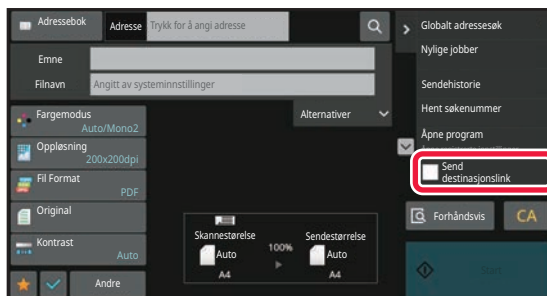 Adressebok
Adresse
Trykk for å angi adresse
Emne
Filnavn
Angitt av systeminnstillinger
Alternativer
Fargemodus
Auto/Mono2
Oppløsning
200x200dpi
Fil Format
PDF
Original
Kontrast
Auto
Andre
Skannestørelse
Auto
A4
100%
Sendestørrelse
Auto
A4
Globalt adressesøk
Nylige jobber
Sendehistorie
Hent søkenummer
Åpne program
Send
destinasjonslink
Forhåndsvis
CA
Start